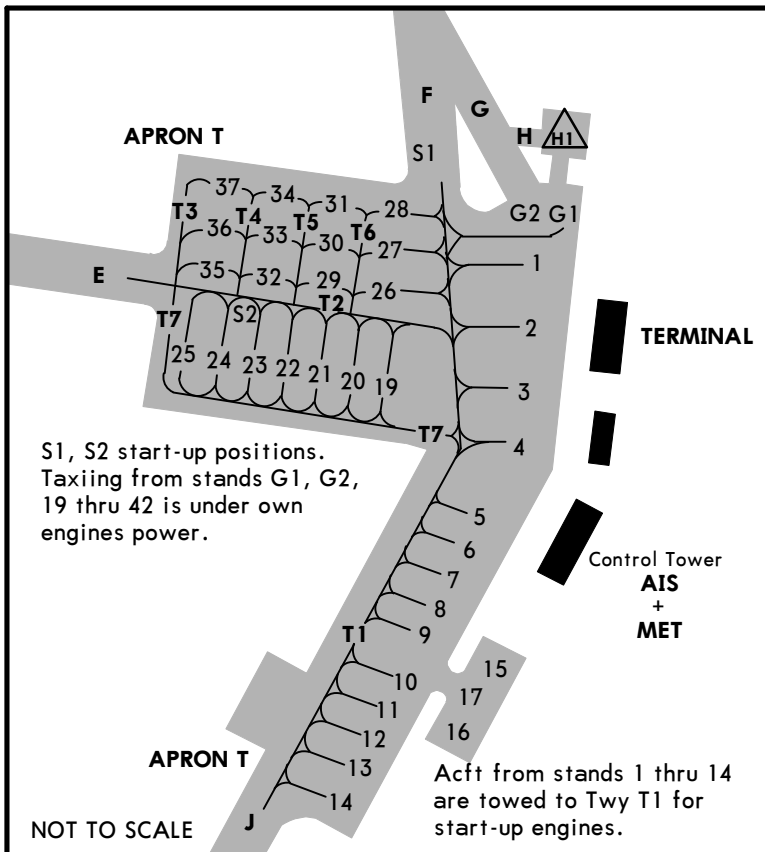 F
G
APRON T
H
H1
S1
37
34
31
28
G2 G1
T3
T4
T5
T6
36
33
30
27
1
E
35
32
29
26
T2
T7
S2
2
TERMINAL
25
24
23
22
21
20
19
3
T7
4
S1, S2 start-up positions.
Taxiing from stands G1, G2,
19 thru 42 is under own
engines power.
5
6
7
8
9
Control Tower
AIS
+
MET
T1
10
15
17
16
11
12
13
14
APRON T
Acft from stands 1 thru 14
are towed to Twy T1 for
start-up engines.
J
NOT TO SCALE